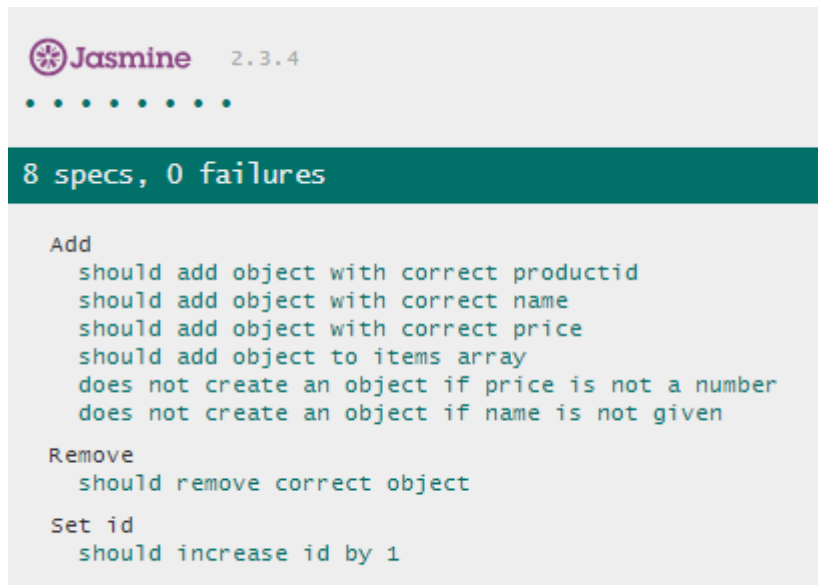 Jasmine 2.3.4
• • • • • • • •
8 specs, 0 failures
Add
should add object with correct productid
should add object with correct name
should add object with correct price
should add object to items array
does not create an object if price is not a number
does not create an object if name is not given
Remove
should remove correct object
Set id
should increase id by 1